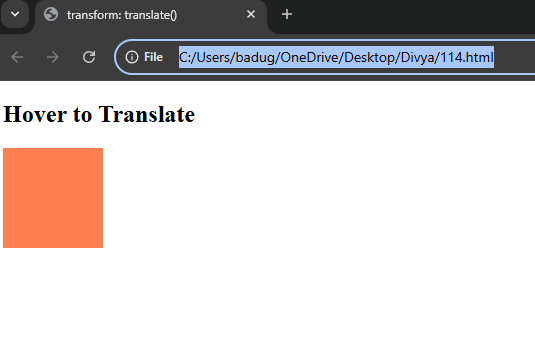 transform: translate()
File C:/Users/badug/OneDrive/Desktop/Divya/114.html
Hover to Translate